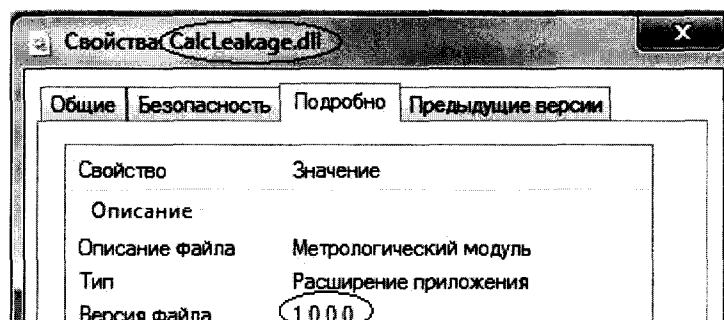 Свойства: CalcLeakage.dll
Общие Безопасность Подробно Предыдущие версии
Свойство Значение
Описание
Описание файла Метрологический модуль
Тип Расширение приложения
Версия файла 1.0.0.0